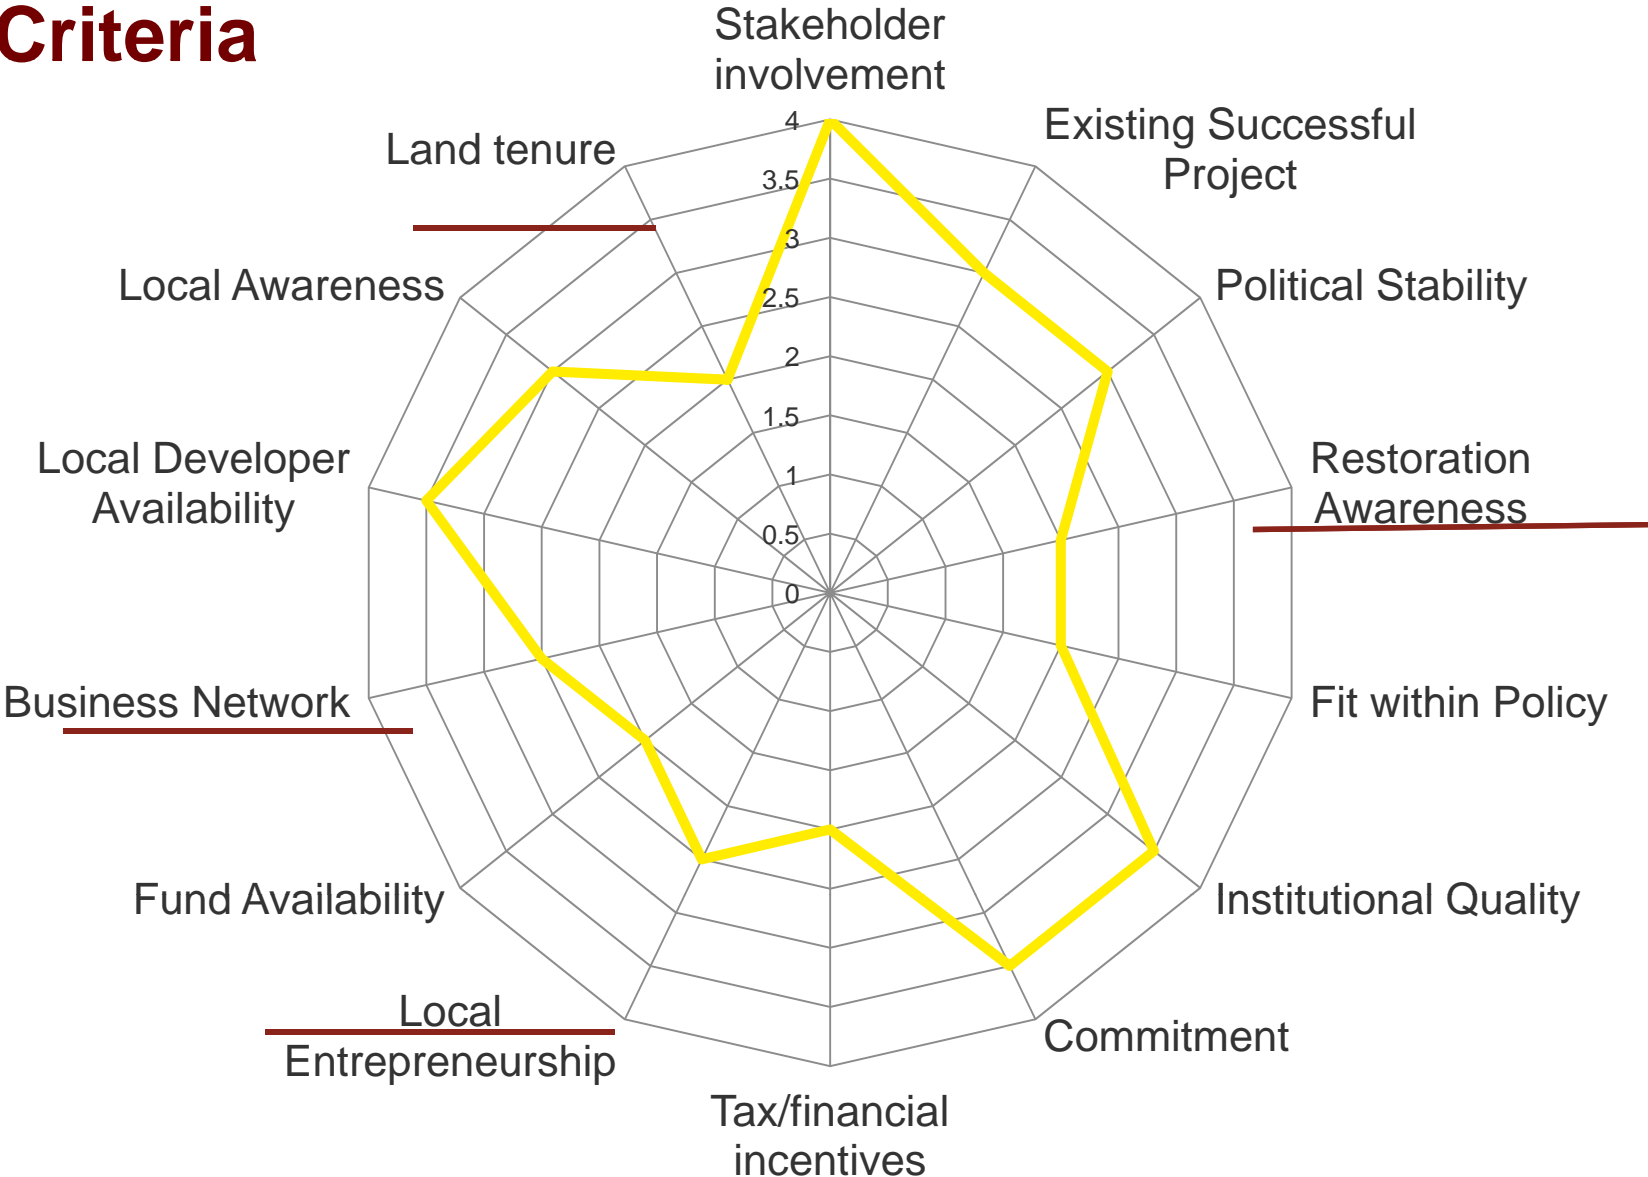 Criteria
Stakeholder
involvement
Existing Successful
Project
Political Stability
Restoration
Awareness
Fit within Policy
Institutional Quality
Commitment
Tax/financial
incentives
Local
Entrepreneurship
Fund Availability
Business Network
Local Developer
Availability
Local Awareness
Land tenure
4
3.5
3
2.5
2
1.5
1
0.5
0